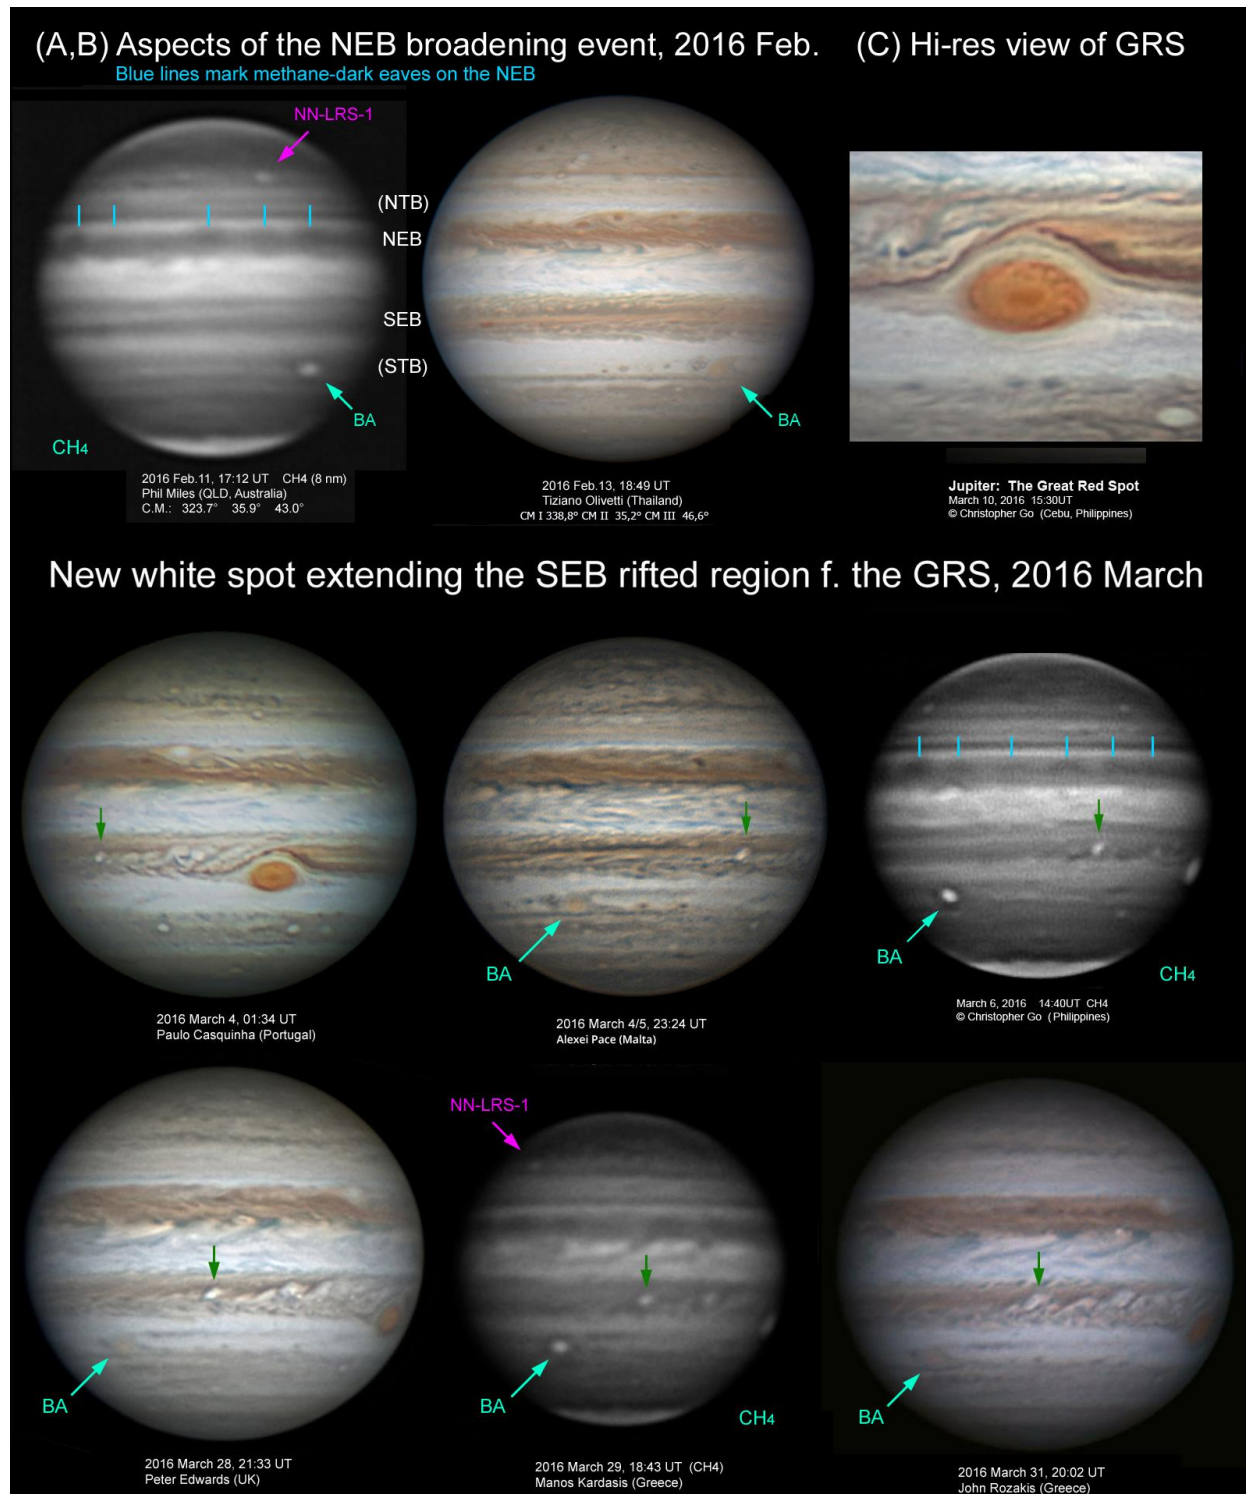 (A,B) Aspects of the NEB broadening event, 2016 Feb.
Blue lines mark methane-dark eaves on the NEB
(C) Hi-res view of GRS
NN-LRS-1
(NTB)
NEB
SEB
(STB)
BA
CH4
BA
2016 Feb.11, 17:12 UT CH4 (8 nm)
Phil Miles (QLD, Australia)
C.M.: 323.7° 35.9° 43.0°
2016 Feb.13, 18:49 UT
Tiziano Olivetti (Thailand)
CM I 338,8° CM II 35,2° CM III 46,6°
Jupiter: The Great Red Spot
March 10, 2016 15:30UT
© Christopher Go (Cebu, Philippines)
New white spot extending the SEB rifted region f. the GRS, 2016 March
BA
BA
CH4
2016 March 4, 01:34 UT
Paulo Casquinha (Portugal)
2016 March 4/5, 23:24 UT
Alexei Pace (Malta)
March 6, 2016 14:40UT CH4
© Christopher Go (Philippines)
NN-LRS-1
BA
BA
CH4
BA
2016 March 28, 21:33 UT
Peter Edwards (UK)
2016 March 29, 18:43 UT (CH4)
Manos Kardasis (Greece)
2016 March 31, 20:02 UT
John Rozakis (Greece)